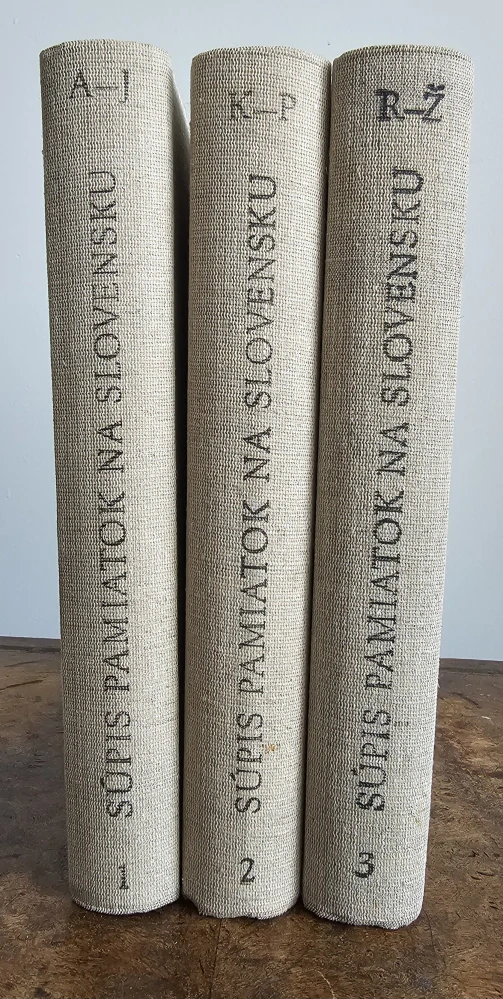 A–J
SÚPIS PAMIATOK NA SLOVENSKU
1
K–P
SÚPIS PAMIATOK NA SLOVENSKU
2
R–Ž
SÚPIS PAMIATOK NA SLOVENSKU
3